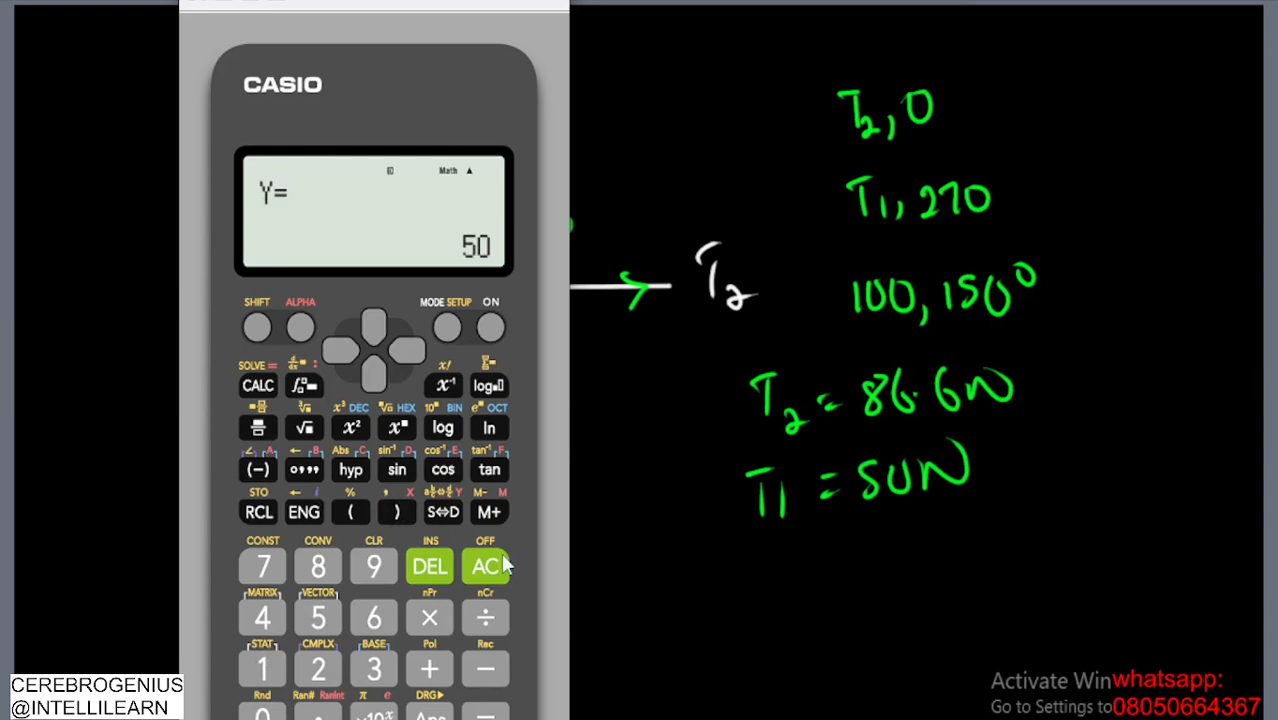 CASIO
Math ▲
Y=
50
SHIFT ALPHA MODE SETUP ON
SOLVE = : x!
CALC x⁻¹ log
x³ DEC HEX 10 BIN e OCT
√ x² x log ln
∠ A ← B Abs C sin⁻¹ D cos⁻¹ E tan⁻¹ F
(−) hyp sin cos tan
STO ← i % , X Y M− M
RCL ENG ( ) S⇔D M+
CONST CONV CLR INS OFF
7 8 9 DEL AC
MATRIX VECTOR nPr nCr
4 5 6 × ÷
STAT CMPLX BASE Pol Rec
1 2 3 + −
Rnd Ran# RanInt π e DRG▶
T₂, 0
T₁, 270
T₂
100, 150⁰
T₂ = 86.6N
T1 = 50N
CEREBROGENIUS
@INTELLILEARN
Activate Win whatsapp:
Go to Settings to 08050664367